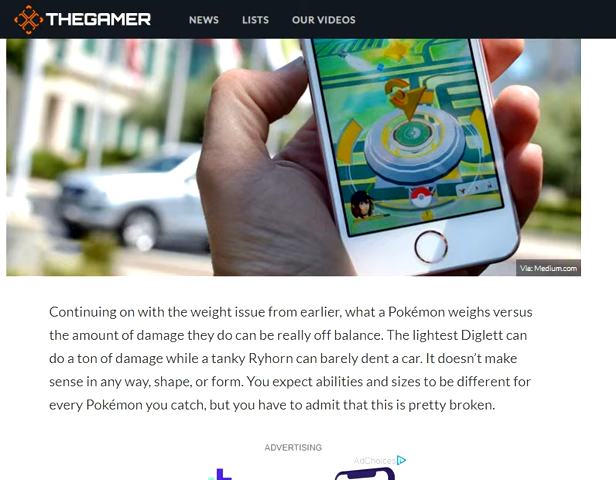 THEGAMER NEWS LISTS OUR VIDEOS
Via: Medium.com
Continuing on with the weight issue from earlier, what a Pokémon weighs versus
the amount of damage they do can be really off balance. The lightest Diglett can
do a ton of damage while a tanky Ryhorn can barely dent a car. It doesn't make
sense in any way, shape, or form. You expect abilities and sizes to be different for
every Pokémon you catch, but you have to admit that this is pretty broken.
ADVERTISING
AdChoices